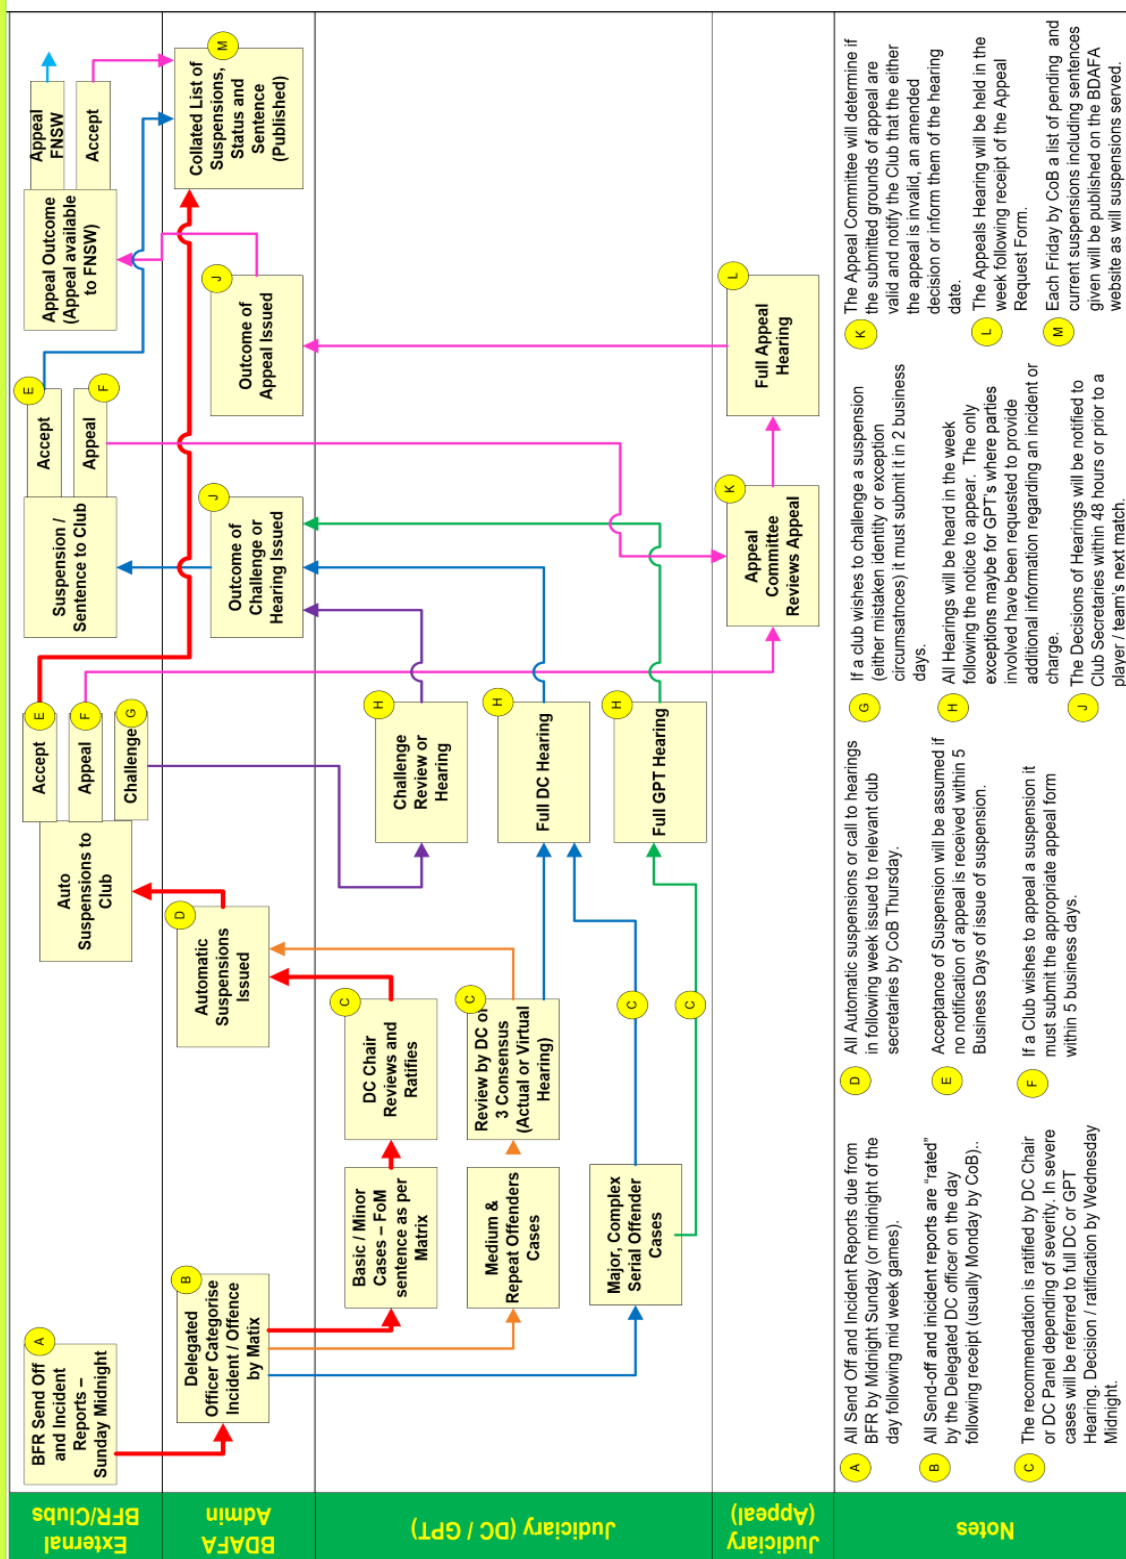 External
BFR/Clubs
BFR Send Off
and Incident
Reports –
Sunday Midnight
A
Auto
Suspensions to
Club
Accept
E
Appeal
F
Challenge
G
Suspension /
Sentence to Club
Accept
E
Appeal
F
Appeal Outcome
(Appeal available
to FNSW)
Appeal
FNSW
Accept
BDAFA
Admin
Delegated
Officer Categorise
Incident / Offence
by Matix
B
Automatic
Suspensions
Issued
D
Outcome of
Challenge or
Hearing Issued
J
Outcome of
Appeal Issued
J
Collated List of
Suspensions,
Status and
Sentence
(Published)
M
Judiciary (DC / GPT)
Basic / Minor
Cases – FoM
sentence as per
Matrix
DC Chair
Reviews and
Ratifies
C
Challenge
Review or
Hearing
H
Medium &
Repeat Offenders
Cases
Review by DC or
3 Consensus
(Actual or Virtual
Hearing)
C
Full DC Hearing
H
Major, Complex
Serial Offender
Cases
C
C
Full GPT Hearing
H
Judiciary
(Appeal)
Appeal
Committee
Reviews Appeal
K
Full Appeal
Hearing
L
Notes
A All Send Off and Incident Reports due from
BFR by Midnight Sunday (or midnight of the
day following mid week games).
B All Send-off and incident reports are “rated”
by the Delegated DC officer on the day
following receipt (usually Monday by CoB)..
C The recommendation is ratified by DC Chair
or DC Panel depending of severity. In severe
cases will be referred to full DC or GPT
Hearing. Decision / ratification by Wednesday
Midnight.
D All Automatic suspensions or call to hearings
in following week issued to relevant club
secretaries by CoB Thursday.
E Acceptance of Suspension will be assumed if
no notification of appeal is received within 5
Business Days of issue of suspension.
F If a Club wishes to appeal a suspension it
must submit the appropriate appeal form
within 5 business days.
G If a club wishes to challenge a suspension
(either mistaken identity or exception
circumsatnces) it must submit it in 2 business
days.
H All Hearings will be heard in the week
following the notice to appear. The only
exceptions maybe for GPT's where parties
involved have been requested to provide
additional information regarding an incident or
charge.
J The Decisions of Hearings will be notified to
Club Secretaries within 48 hours or prior to a
player / team's next match.
K The Appeal Committee will determine if
the submitted grounds of appeal are
valid and notify the Club that the either
the appeal is invalid, an amended
decision or inform them of the hearing
date.
L The Appeals Hearing will be held in the
week following receipt of the Appeal
Request Form.
M Each Friday by CoB a list of pending and
current suspensions including sentences
given will be published on the BDAFA
website as will suspensions served.